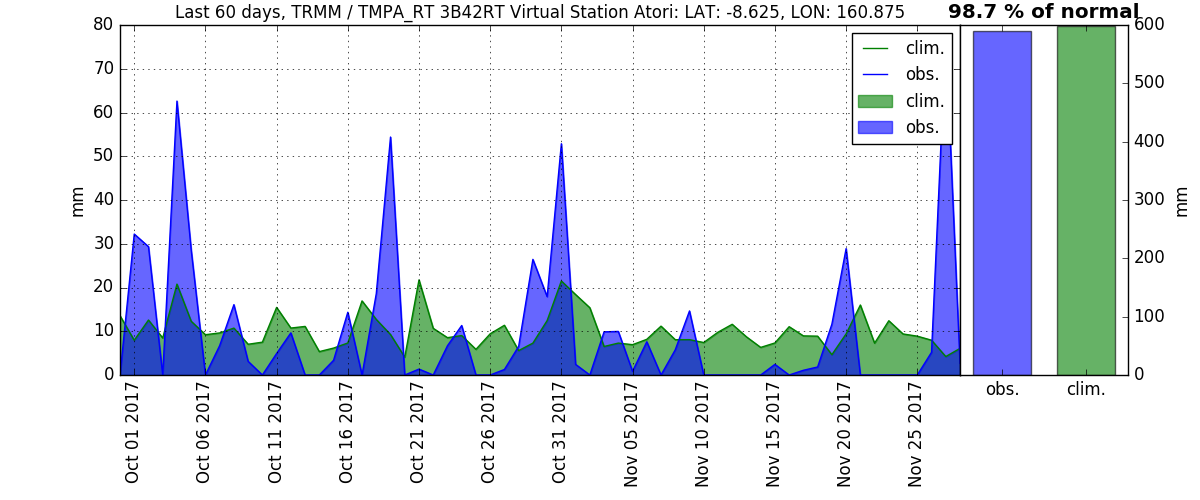 Last 60 days, TRMM / TMPA_RT 3B42RT Virtual Station Atori: LAT: -8.625, LON: 160.875
98.7 % of normal
80
70
60
50
40
30
20
10
0
mm
clim.
obs.
clim.
obs.
600
500
400
300
200
100
0
mm
obs.
clim.
Oct 01 2017
Oct 06 2017
Oct 11 2017
Oct 16 2017
Oct 21 2017
Oct 26 2017
Oct 31 2017
Nov 05 2017
Nov 10 2017
Nov 15 2017
Nov 20 2017
Nov 25 2017